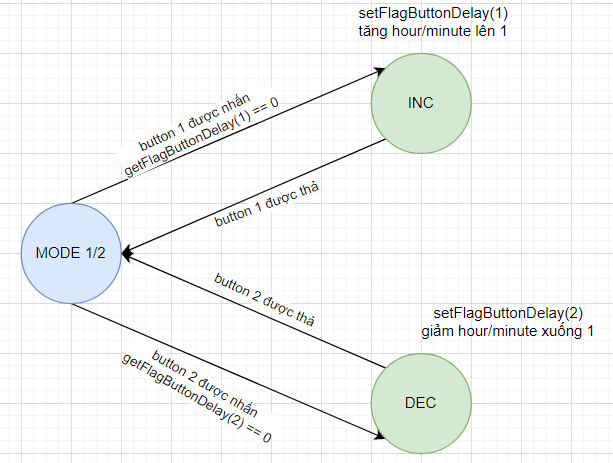 setFlagButtonDelay(1)
tăng hour/minute lên 1
INC
button 1 được nhấn
getFlagButtonDelay(1) == 0
button 1 được thả
MODE 1/2
button 2 được thả
setFlagButtonDelay(2)
giảm hour/minute xuống 1
button 2 được nhấn
getFlagButtonDelay(2) == 0
DEC